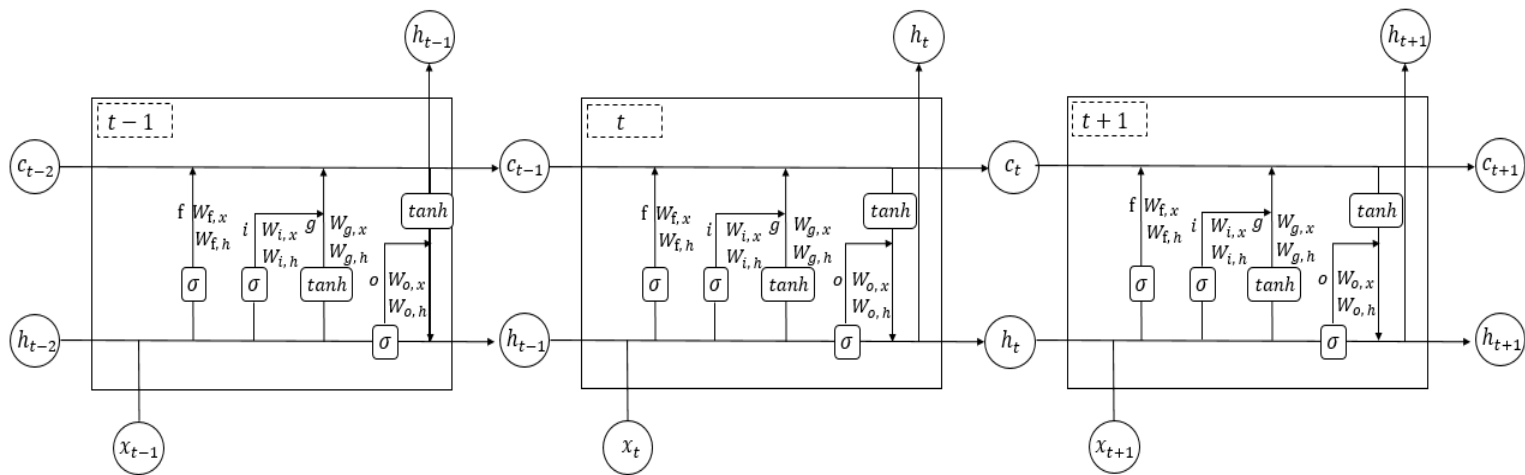 h_{t-1}
h_t
h_{t+1}
t − 1
t
t + 1
c_{t-2}
c_{t-1}
c_t
c_{t+1}
tanh
tanh
tanh
f W_{f,x}
W_{f,h}
i W_{i,x}
W_{i,h}
g W_{g,x}
W_{g,h}
o W_{o,x}
W_{o,h}
f W_{f,x}
W_{f,h}
i W_{i,x}
W_{i,h}
g W_{g,x}
W_{g,h}
o W_{o,x}
W_{o,h}
f W_{f,x}
W_{f,h}
i W_{i,x}
W_{i,h}
g W_{g,x}
W_{g,h}
o W_{o,x}
W_{o,h}
σ σ tanh
σ σ tanh
σ σ tanh
h_{t-2}
σ
h_{t-1}
σ
h_t
σ
h_{t+1}
x_{t-1}
x_t
x_{t+1}